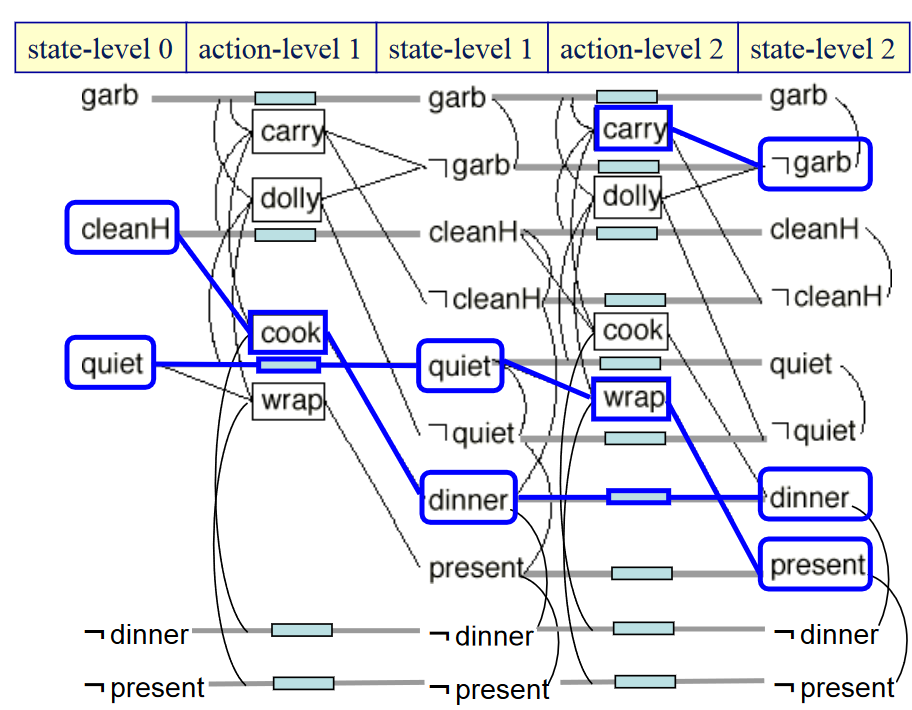 state-level 0 action-level 1 state-level 1 action-level 2 state-level 2
garb garb garb
carry carry
¬garb ¬garb
dolly dolly
cleanH cleanH cleanH
¬cleanH ¬cleanH
cook cook
quiet quiet quiet
wrap wrap
¬quiet ¬quiet
dinner dinner
present present
¬ dinner ¬ dinner ¬ dinner
¬ present ¬ present ¬ present